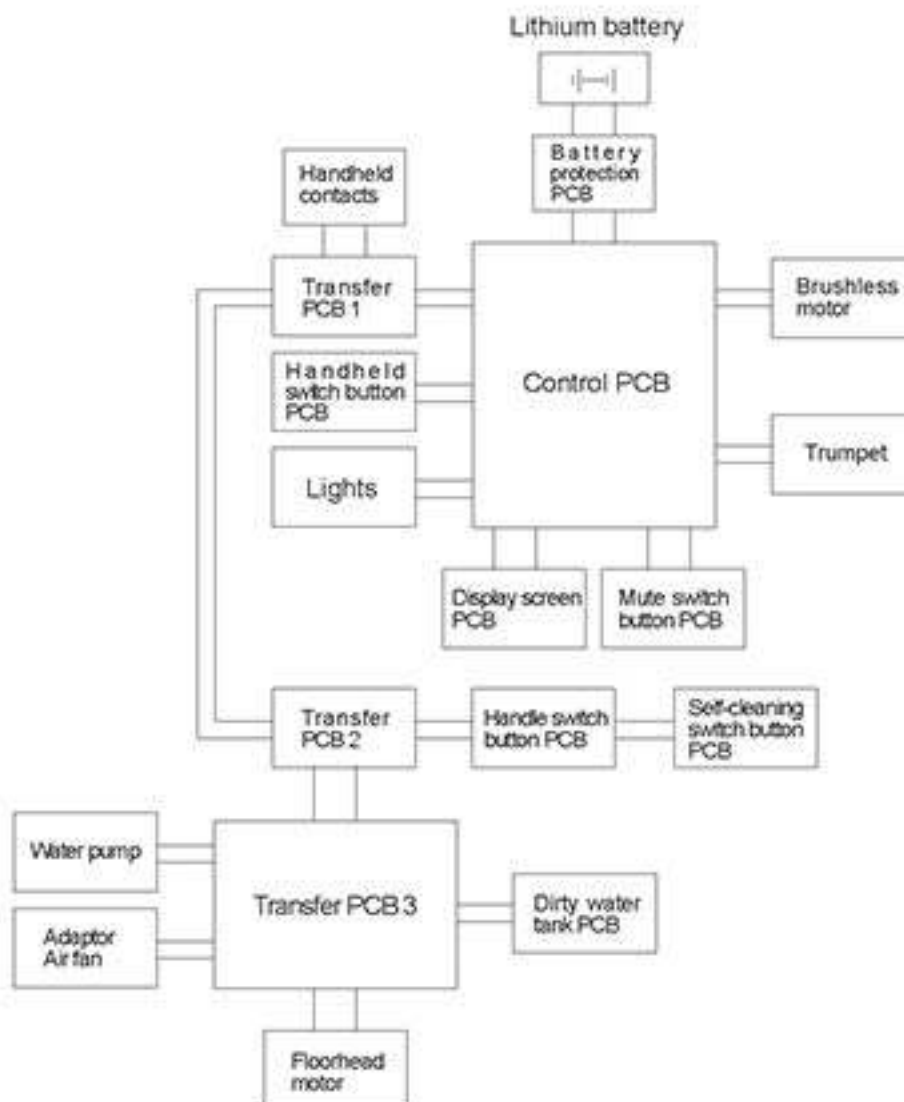 Lithium battery
Battery
protection
PCB
Handheld
contacts
Transfer
PCB 1
Brushless
motor
Handheld
switch button
PCB
Control PCB
Lights
Trumpet
Display screen
PCB
Mute switch
button PCB
Transfer
PCB 2
Handle switch
button PCB
Self-cleaning
switch button
PCB
Water pump
Transfer PCB 3
Dirty water
tank PCB
Adaptor
Air fan
Floorhead
motor